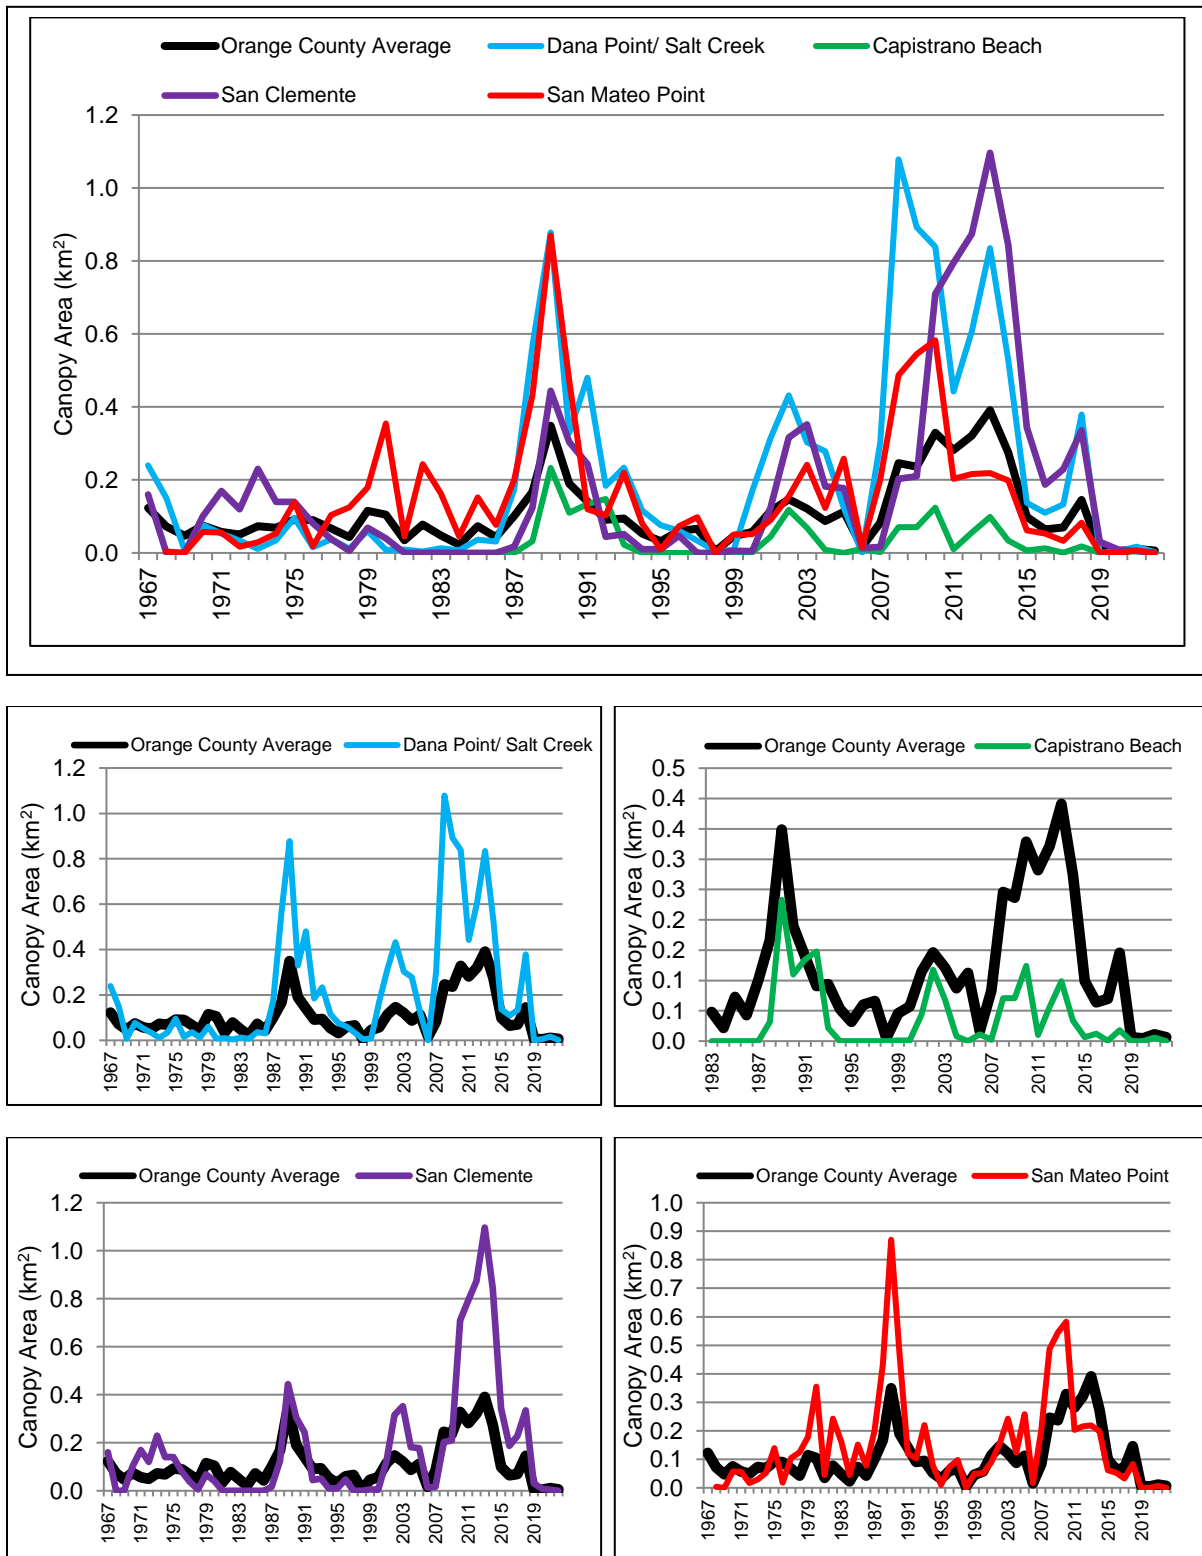 Orange County Average Dana Point/ Salt Creek Capistrano Beach
San Clemente San Mateo Point
Canopy Area (km²)
1.2
1.0
0.8
0.6
0.4
0.2
0.0
1967 1971 1975 1979 1983 1987 1991 1995 1999 2003 2007 2011 2015 2019
Orange County Average Dana Point/ Salt Creek
Canopy Area (km²)
1.2
1.0
0.8
0.6
0.4
0.2
0.0
1967 1971 1975 1979 1983 1987 1991 1995 1999 2003 2007 2011 2015 2019
Orange County Average Capistrano Beach
Canopy Area (km²)
0.5
0.4
0.4
0.3
0.3
0.2
0.2
0.1
0.1
0.0
1983 1987 1991 1995 1999 2003 2007 2011 2015 2019
Orange County Average San Clemente
Canopy Area (km²)
1.2
1.0
0.8
0.6
0.4
0.2
0.0
1967 1971 1975 1979 1983 1987 1991 1995 1999 2003 2007 2011 2015 2019
Orange County Average San Mateo Point
Canopy Area (km²)
1.0
0.9
0.8
0.7
0.6
0.5
0.4
0.3
0.2
0.1
0.0
1967 1971 1975 1979 1983 1987 1991 1995 1999 2003 2007 2011 2015 2019